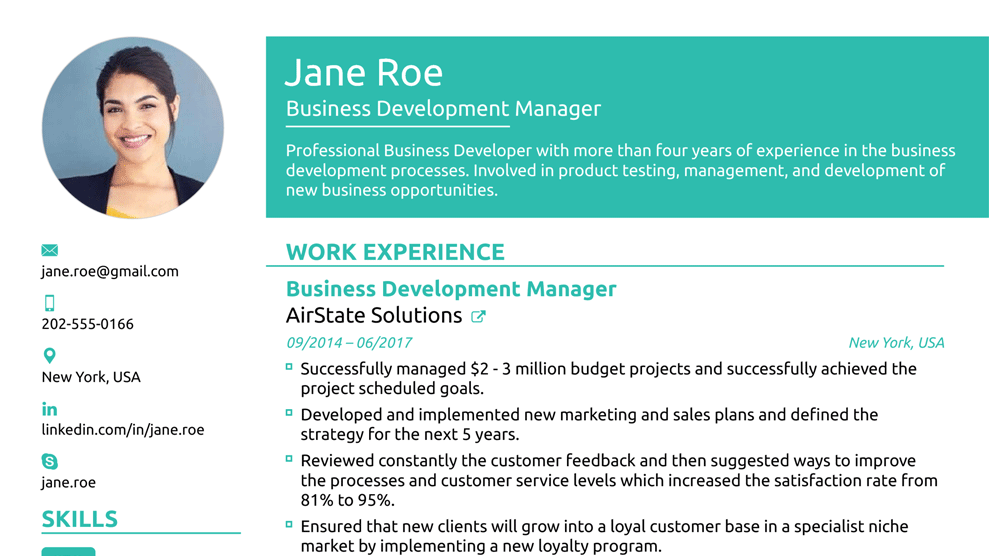 Jane Roe
Business Development Manager
Professional Business Developer with more than four years of experience in the business
development processes. Involved in product testing, management, and development of
new business opportunities.
jane.roe@gmail.com
202-555-0166
New York, USA
linkedin.com/in/jane.roe
jane.roe
SKILLS
WORK EXPERIENCE
Business Development Manager
AirState Solutions
09/2014 – 06/2017
New York, USA
Successfully managed $2 - 3 million budget projects and successfully achieved the
project scheduled goals.
Developed and implemented new marketing and sales plans and defined the
strategy for the next 5 years.
Reviewed constantly the customer feedback and then suggested ways to improve
the processes and customer service levels which increased the satisfaction rate from
81% to 95%.
Ensured that new clients will grow into a loyal customer base in a specialist niche
market by implementing a new loyalty program.